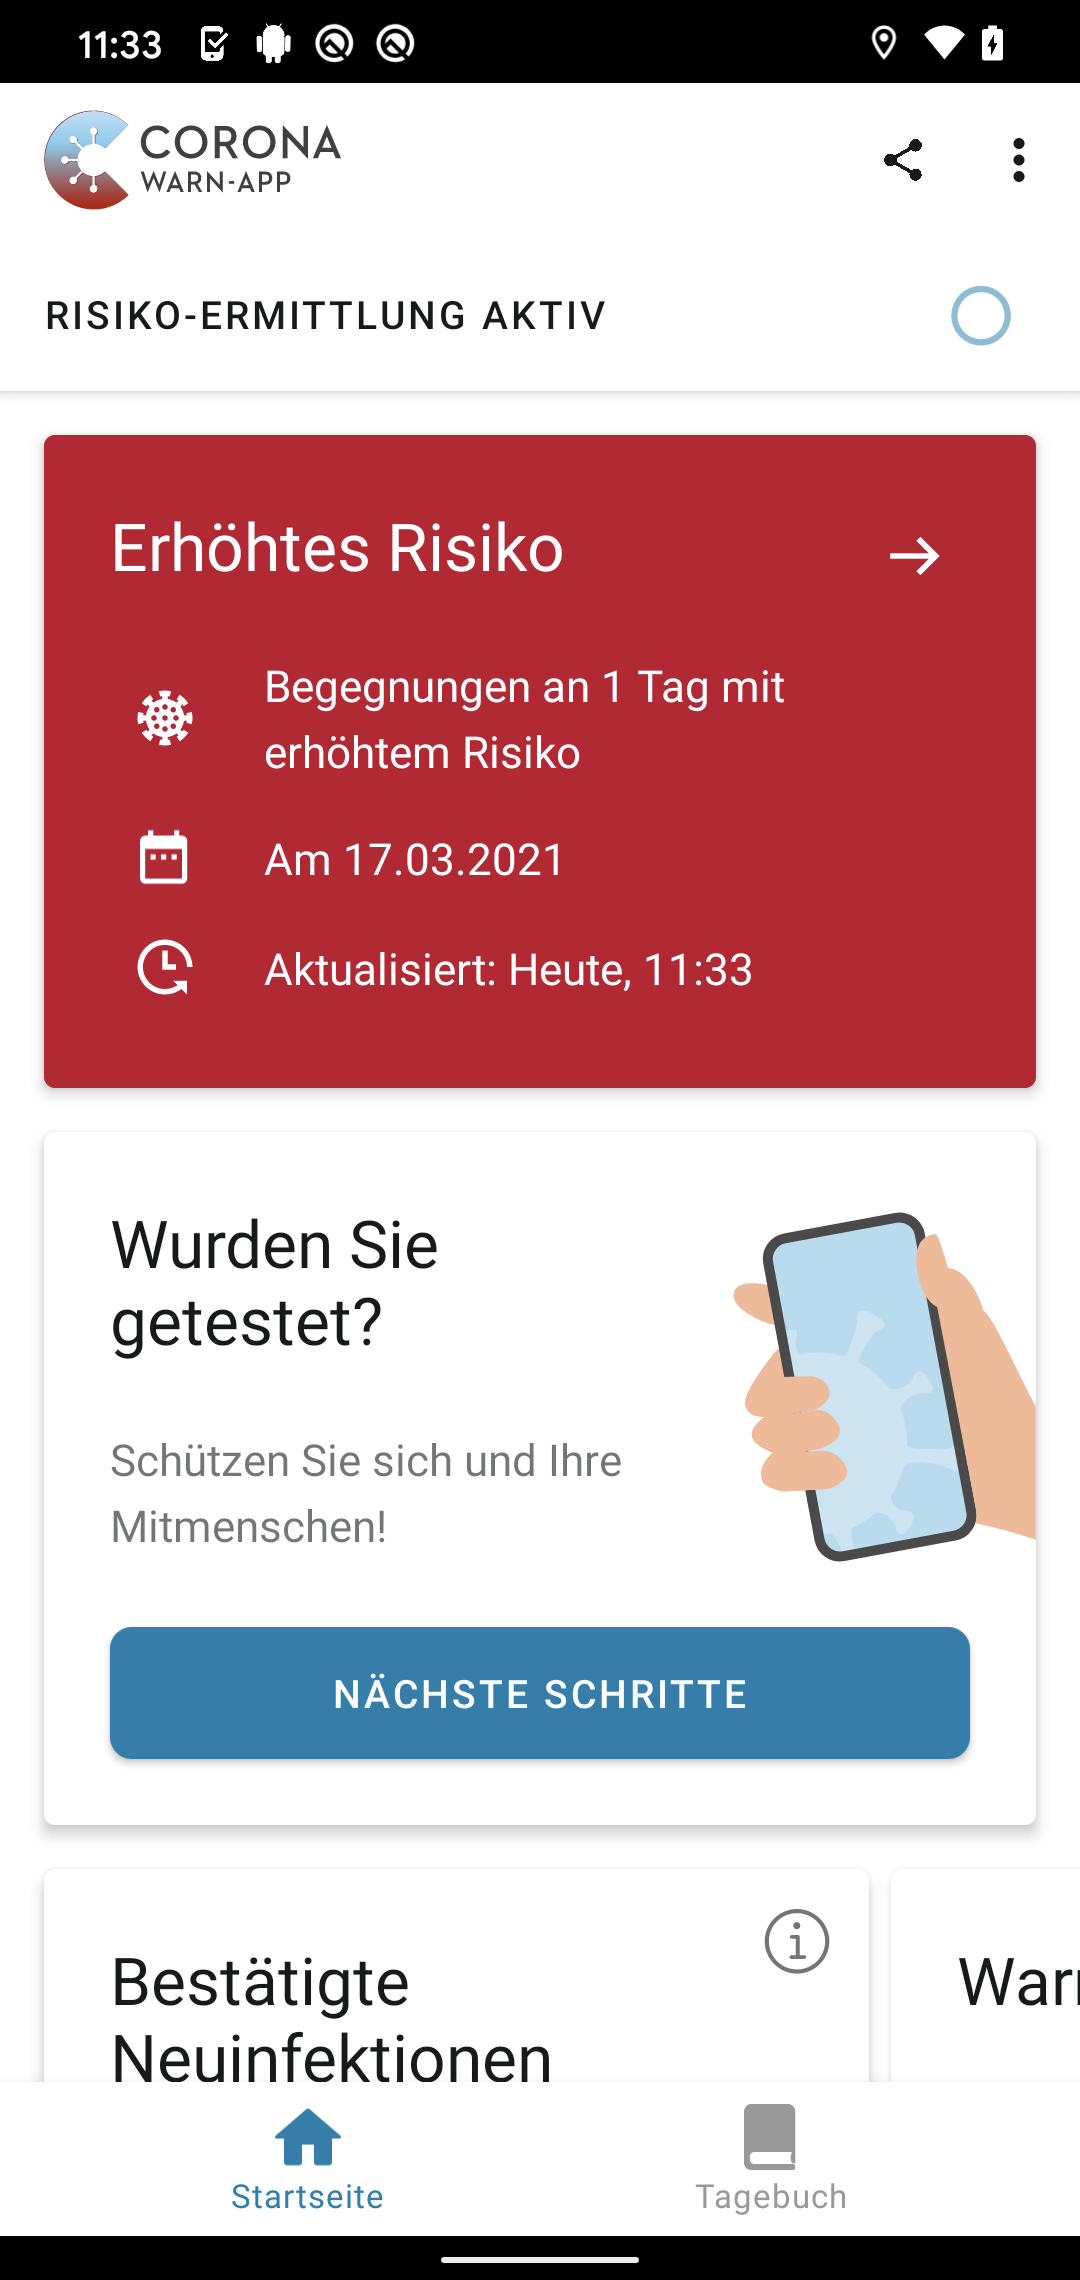 11:33
CORONA
WARN-APP
RISIKO-ERMITTLUNG AKTIV
Erhöhtes Risiko
Begegnungen an 1 Tag mit
erhöhtem Risiko
Am 17.03.2021
Aktualisiert: Heute, 11:33
Wurden Sie
getestet?
Schützen Sie sich und Ihre
Mitmenschen!
NÄCHSTE SCHRITTE
Bestätigte
Neuinfektionen
Startseite
Tagebuch